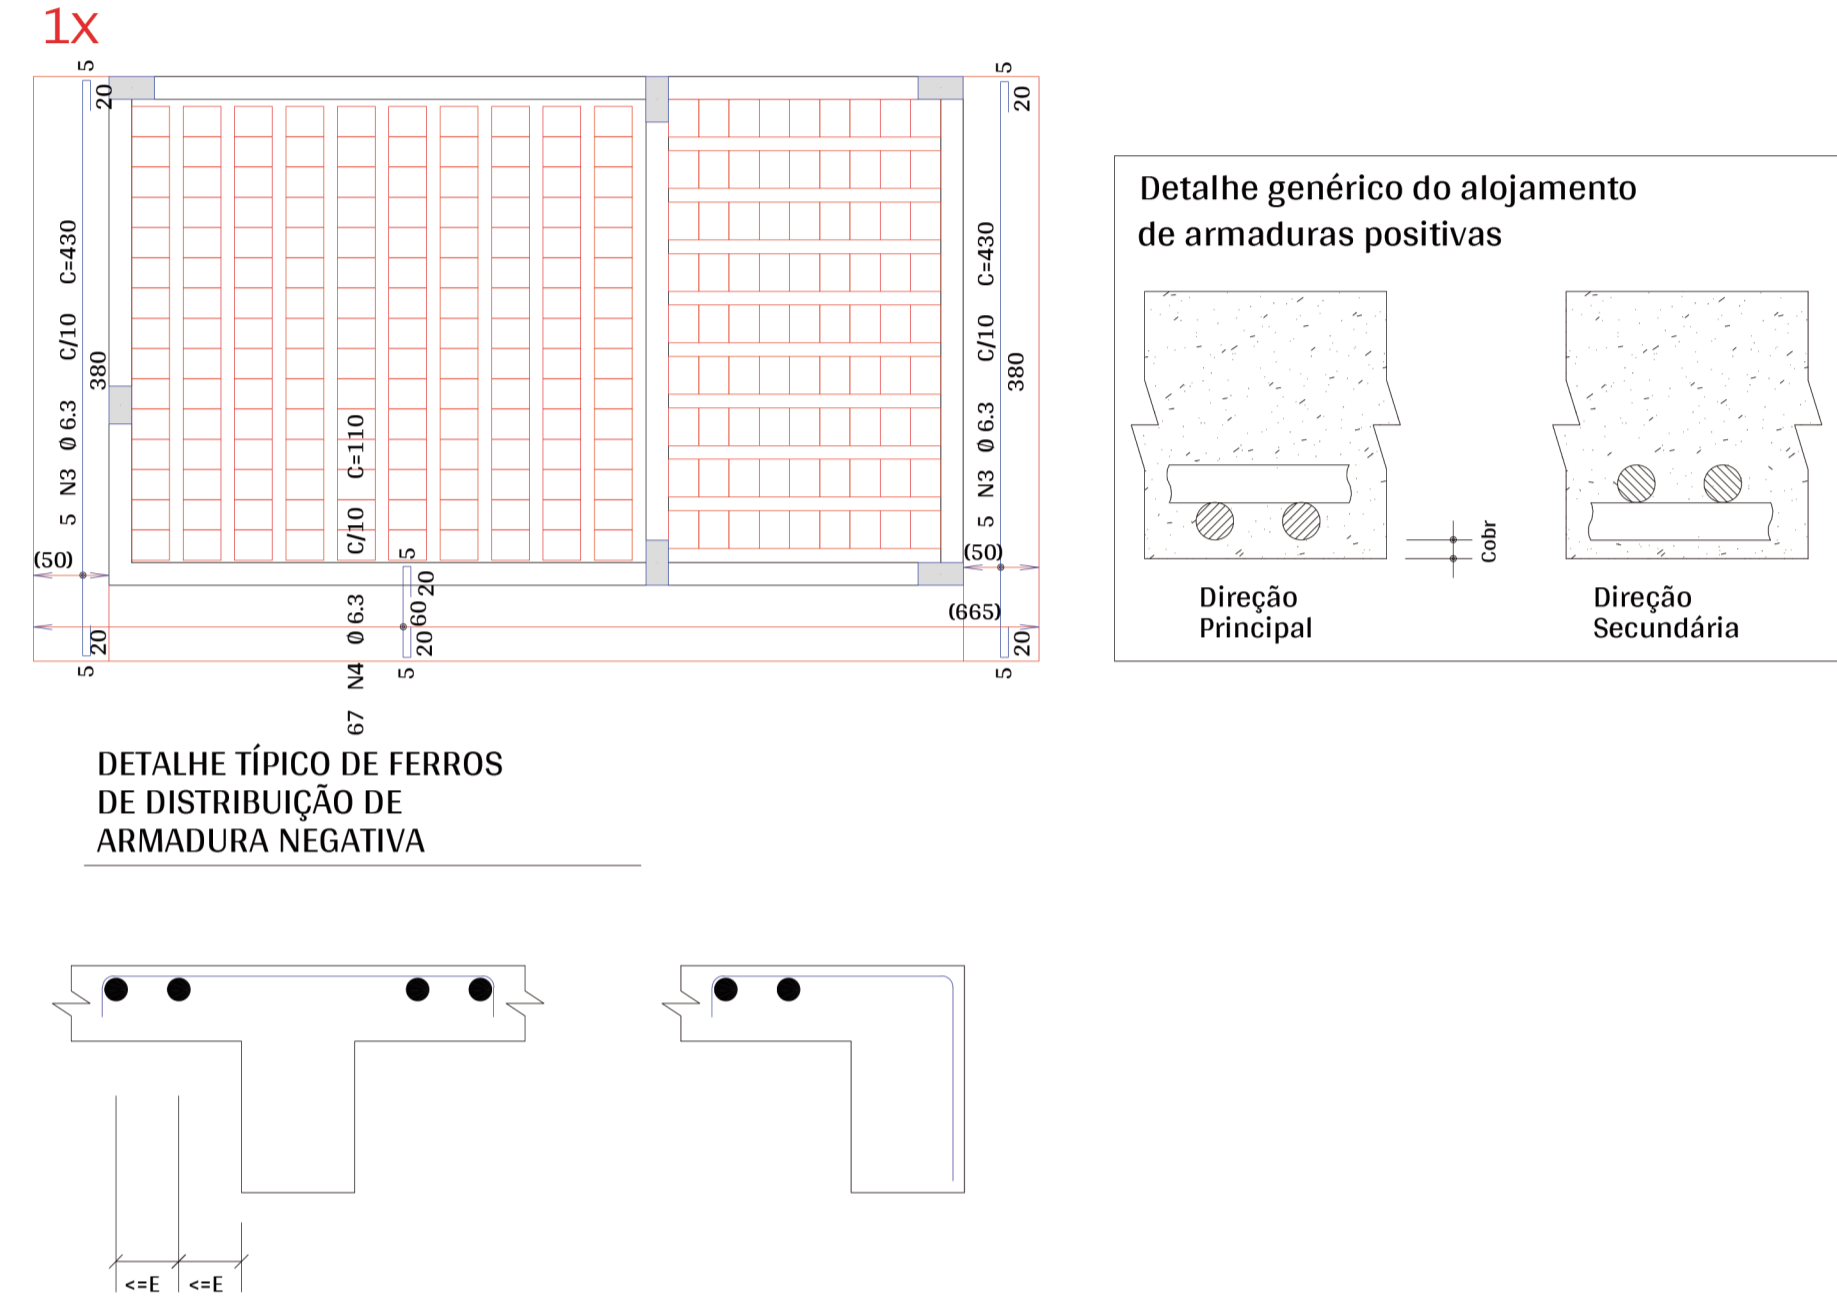 1x
5
20
5
20
5 N3 Ø 6.3 C/10 C=430
380
5 N3 Ø 6.3 C/10 C=430
380
67 N4 Ø 6.3 C/10 C=110
(50)
(50)
5
20
60
20
5
(665)
20
5
20
5
Detalhe genérico do alojamento
de armaduras positivas
Cobr
Direção
Principal
Direção
Secundária
DETALHE TÍPICO DE FERROS
DE DISTRIBUIÇÃO DE
ARMADURA NEGATIVA
<=E
<=E